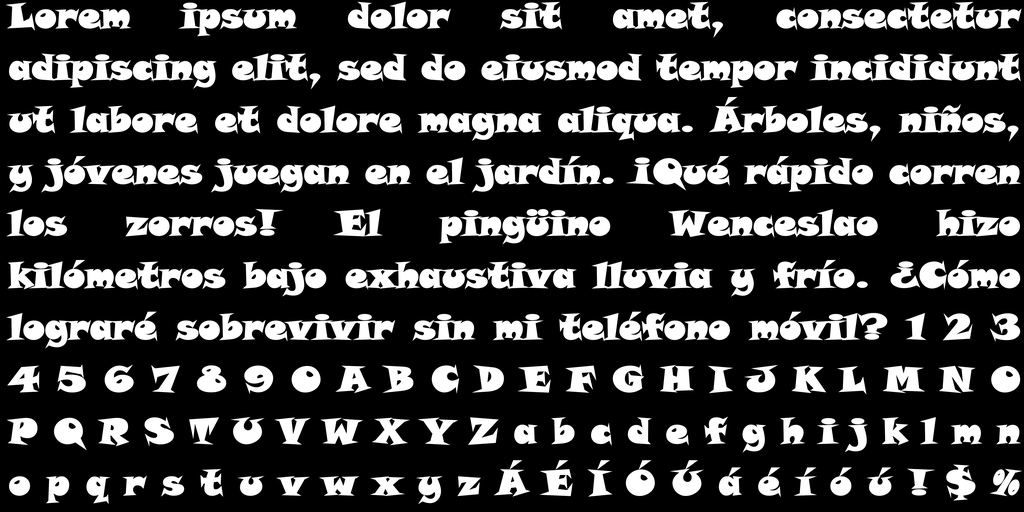 Lorem ipsum dolor sit amet, consectetur
adipiscing elit, sed do eiusmod tempor incididunt
ut labore et dolore magna aliqua. Árboles, niños,
y jóvenes juegan en el jardín. ¡Qué rápido corren
los zorros! El pingüino Wenceslao hizo
kilómetros bajo exhaustiva lluvia y frío. ¿Cómo
lograré sobrevivir sin mi teléfono móvil? 1 2 3
4 5 6 7 8 9 0 A B C D E F G H I J K L M N O
P Q R S T U V W X Y Z a b c d e f g h i j k l m n
o p q r s t u v w x y z Á É Í Ó Ú á é í ó ú ! $ %